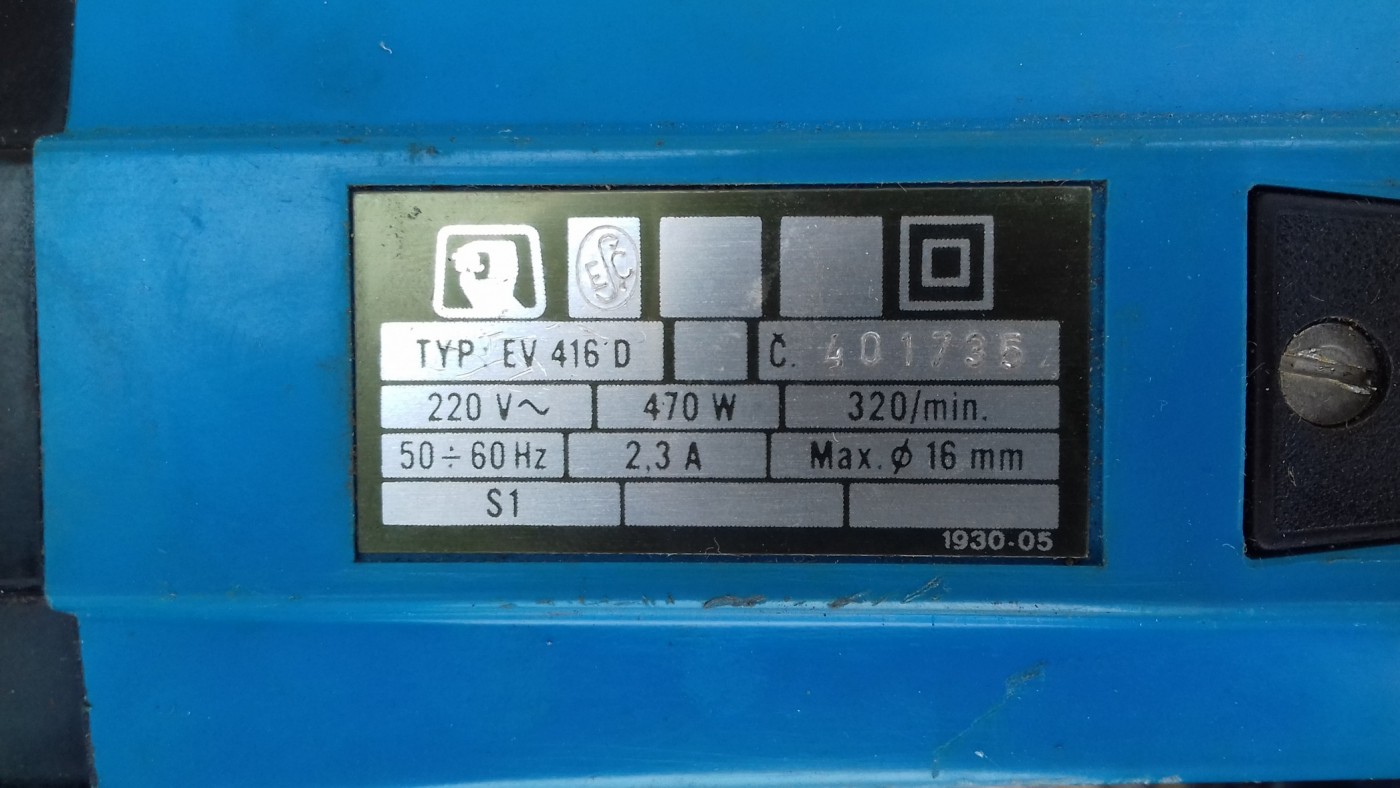 ESČ
TYP EV 416 D Č. 401735
220 V~ 470 W 320/min.
50÷60 Hz 2,3 A Max. ⌀ 16 mm
S1
1930-05